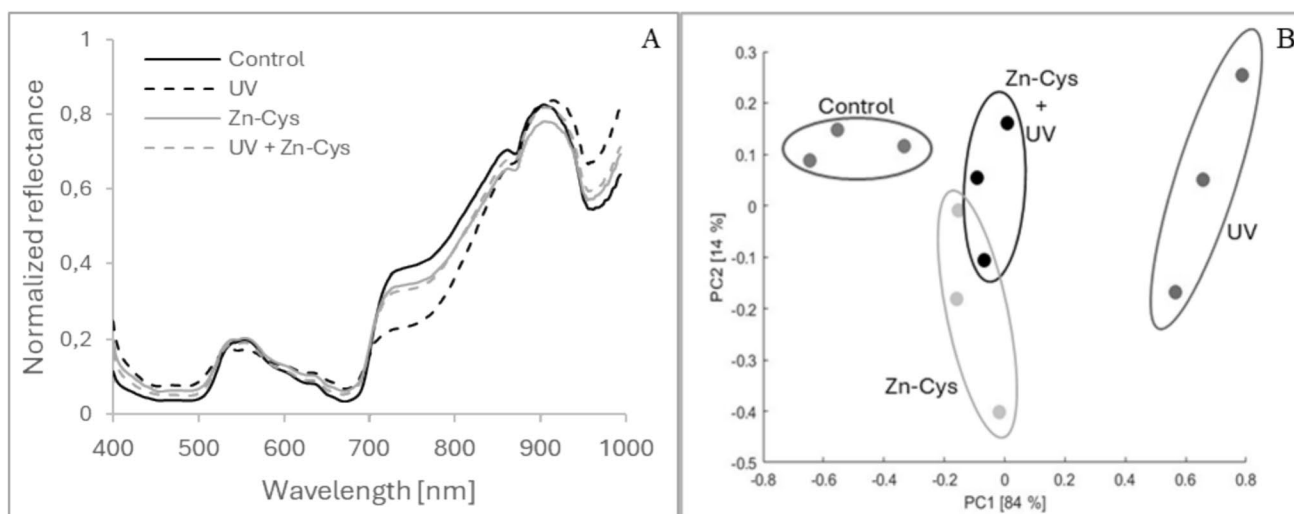 A
1
0.8
0.6
0.4
0.2
0
400
500
600
700
800
900
1000
Normalized reflectance
Wavelength [nm]
Control
UV
Zn-Cys
UV + Zn-Cys
B
0.3
0.2
0.1
0
-0.1
-0.2
-0.3
-0.4
-0.5
-0.8
-0.6
-0.4
-0.2
0
0.2
0.4
0.6
0.8
PC2 [14 %]
PC1 [84 %]
Control
Zn-Cys
+
UV
UV
Zn-Cys